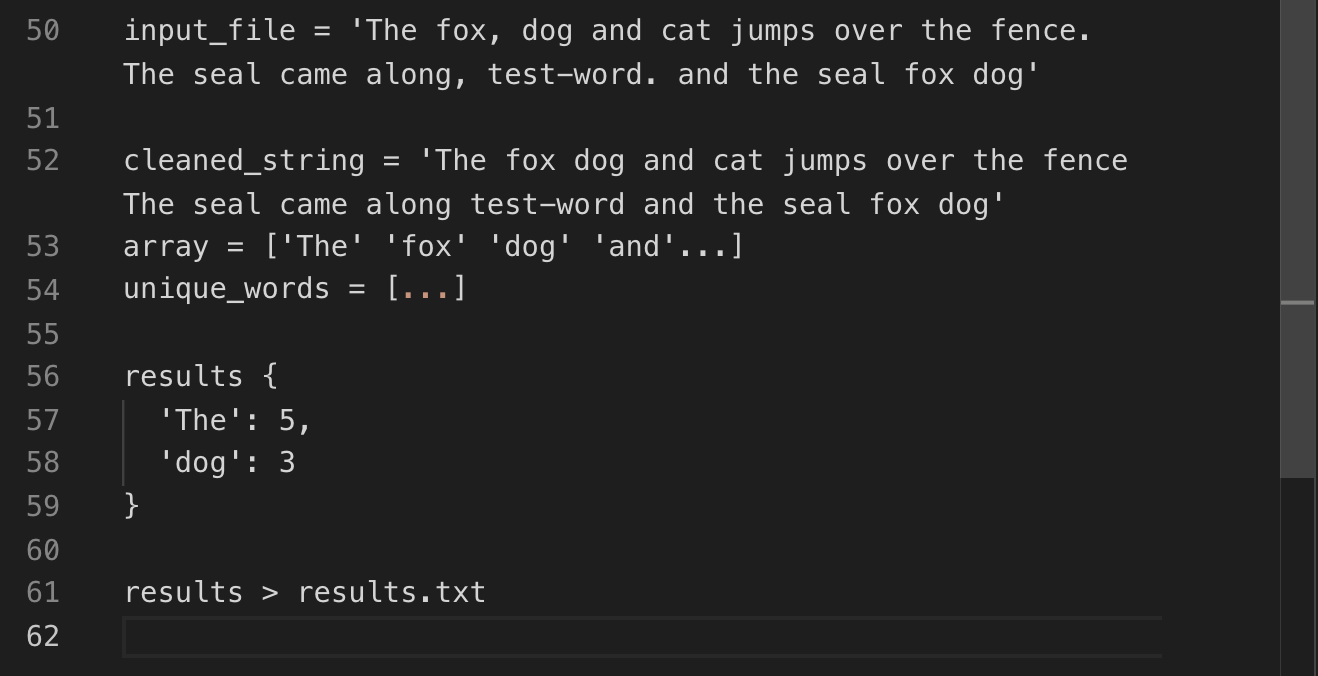 50 input_file = 'The fox, dog and cat jumps over the fence.
The seal came along, test-word. and the seal fox dog'
51
52 cleaned_string = 'The fox dog and cat jumps over the fence
The seal came along test-word and the seal fox dog'
53 array = ['The' 'fox' 'dog' 'and'...]
54 unique_words = [...]
55
56 results {
57 'The': 5,
58 'dog': 3
59 }
60
61 results > results.txt
62